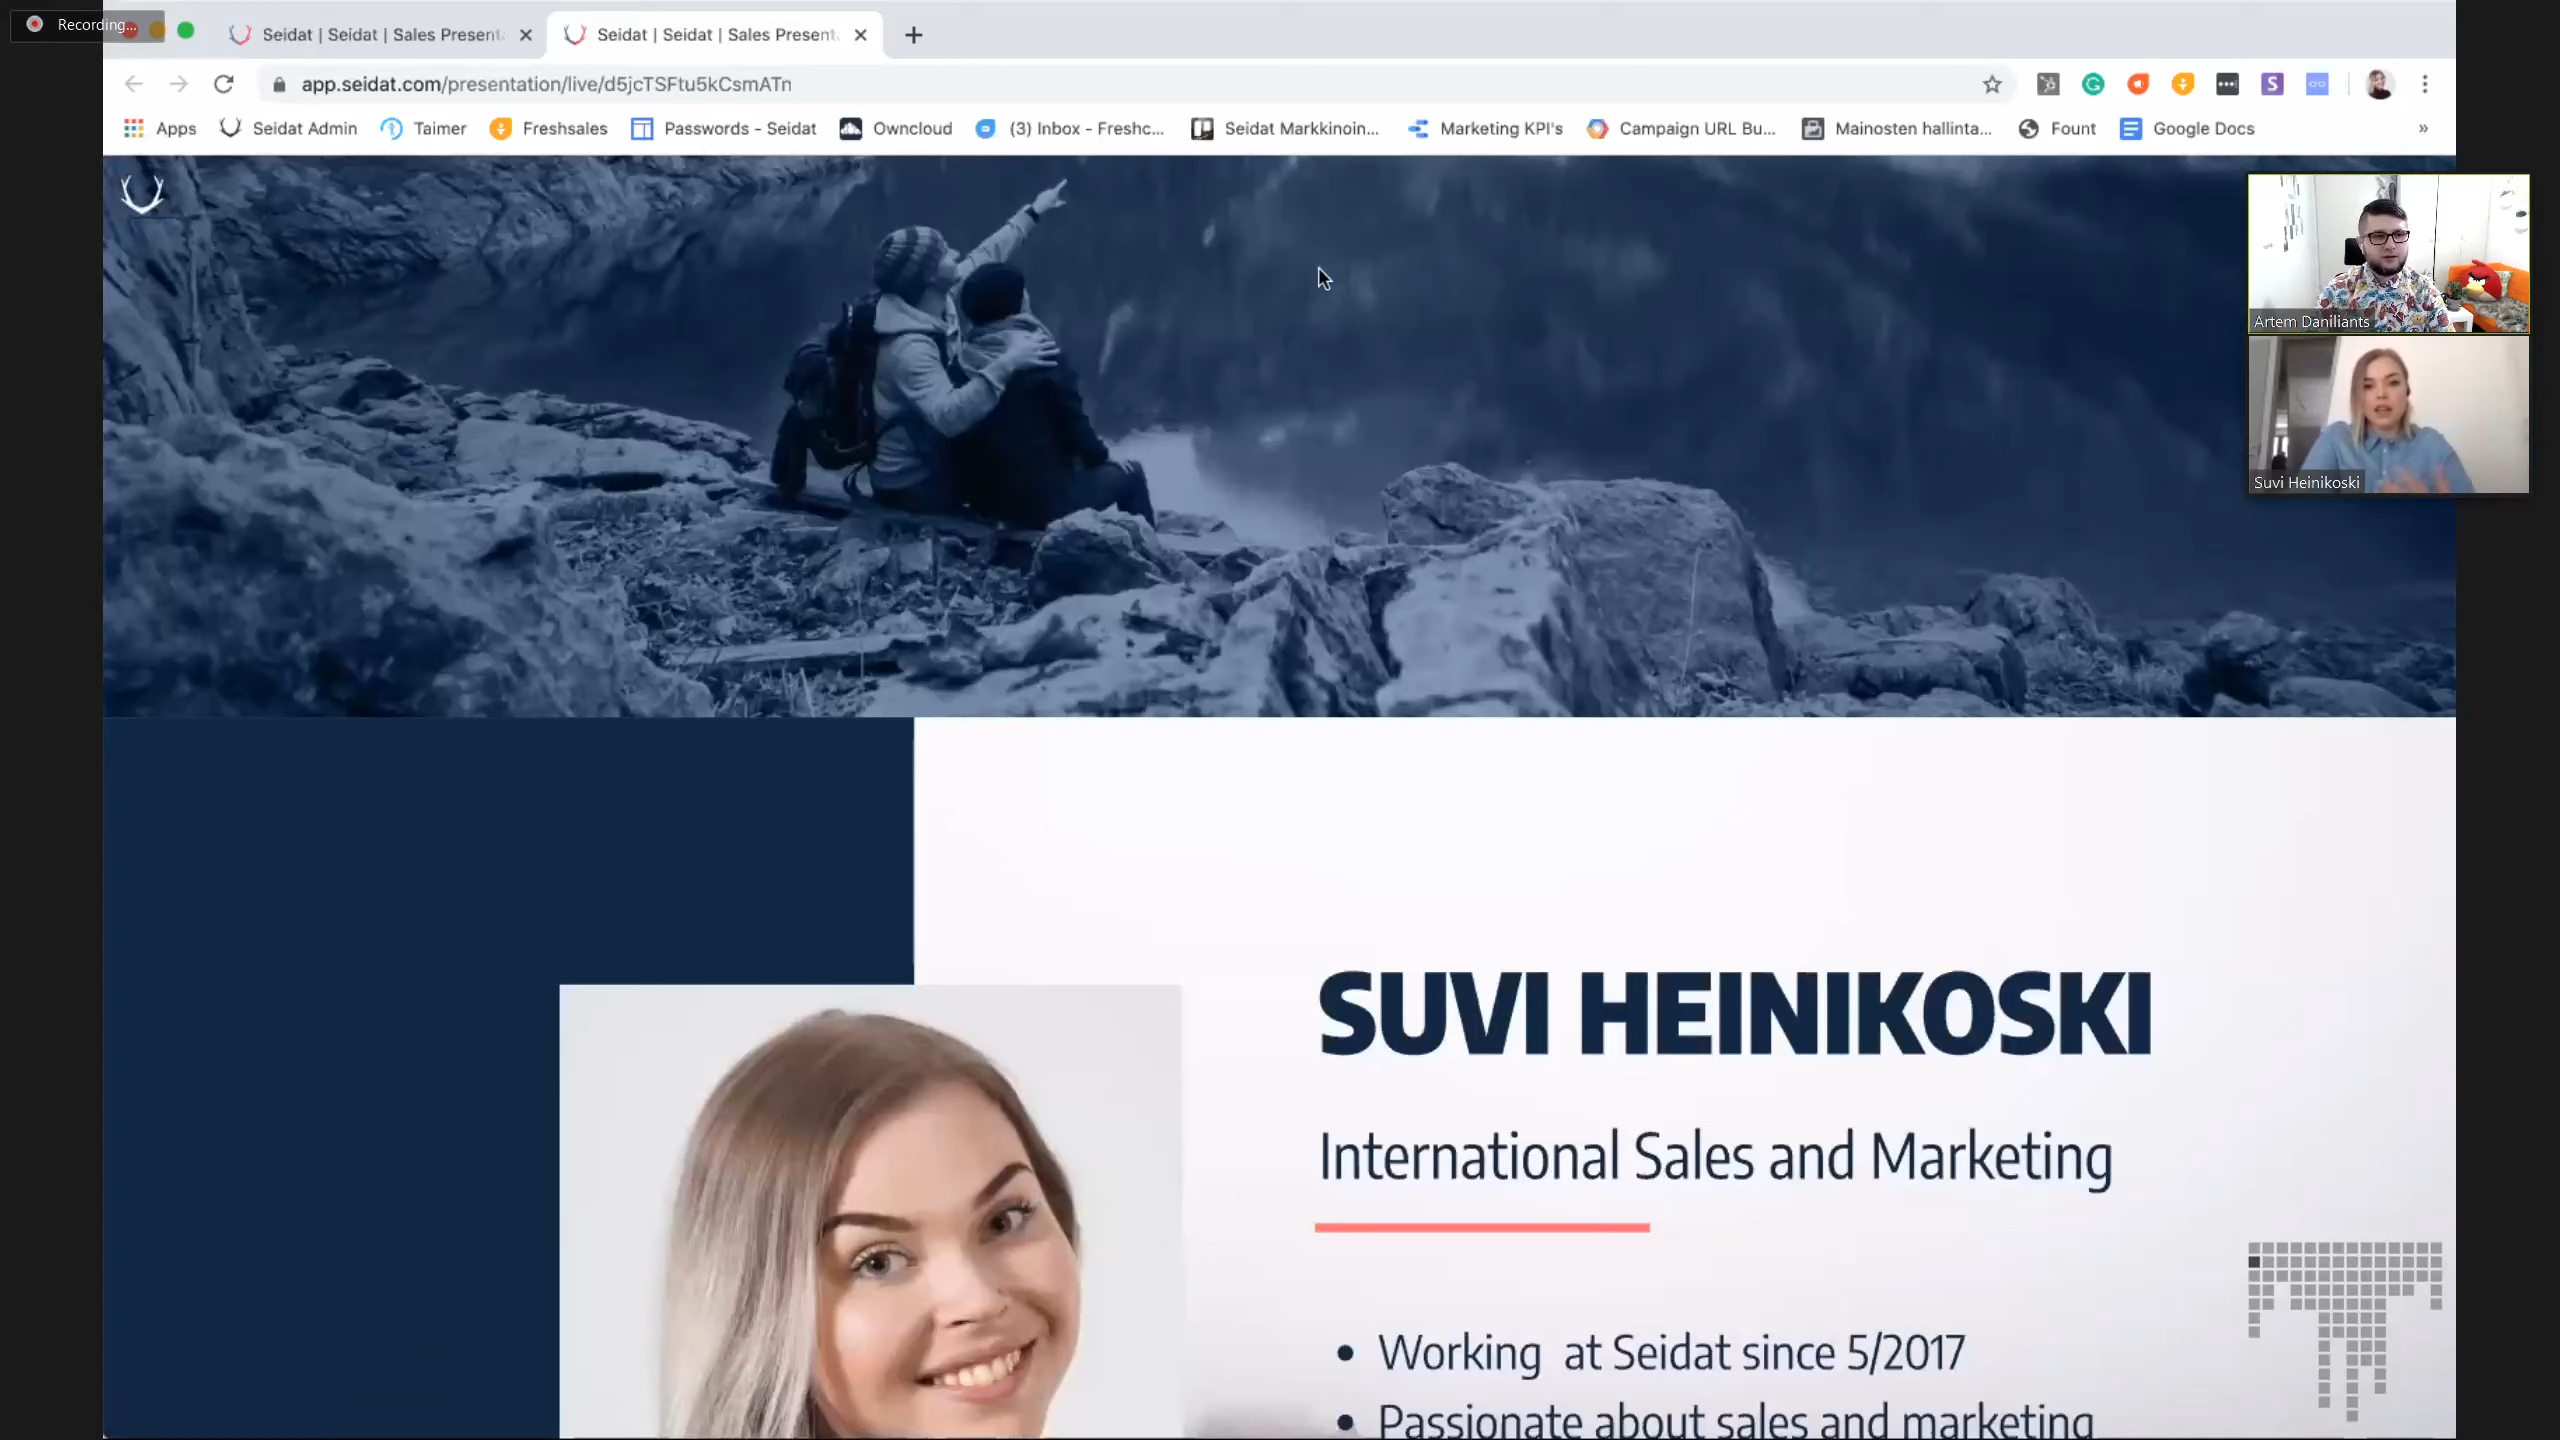 Recording...
Seidat | Seidat | Sales Present
Seidat | Seidat | Sales Present
app.seidat.com/presentation/live/d5jcTSFtu5kCsmATn
Apps
Seidat Admin
Taimer
Freshsales
Passwords - Seidat
Owncloud
(3) Inbox - Freshc...
Seidat Markkinoin...
Marketing KPI's
Campaign URL Bu...
Mainosten hallinta...
Fount
Google Docs
»
Artem Daniliants
Suvi Heinikoski
SUVI HEINIKOSKI
International Sales and Marketing
• Working at Seidat since 5/2017
• Passionate about sales and marketing